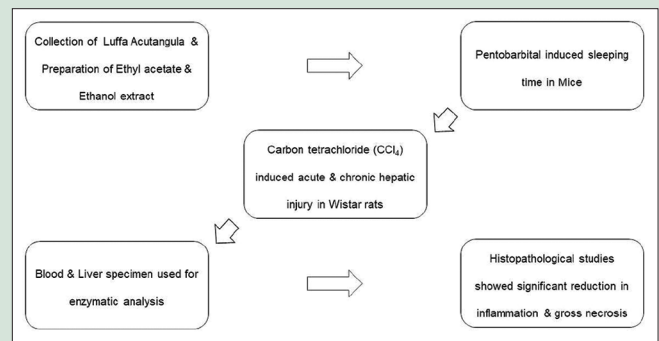 Collection of Luffa Acutangula &
Preparation of Ethyl acetate &
Ethanol extract
Pentobarbital induced sleeping
time in Mice
Carbon tetrachloride (CCl₄)
induced acute & chronic hepatic
injury in Wistar rats
Blood & Liver specimen used for
enzymatic analysis
Histopathological studies
showed significant reduction in
inflammation & gross necrosis